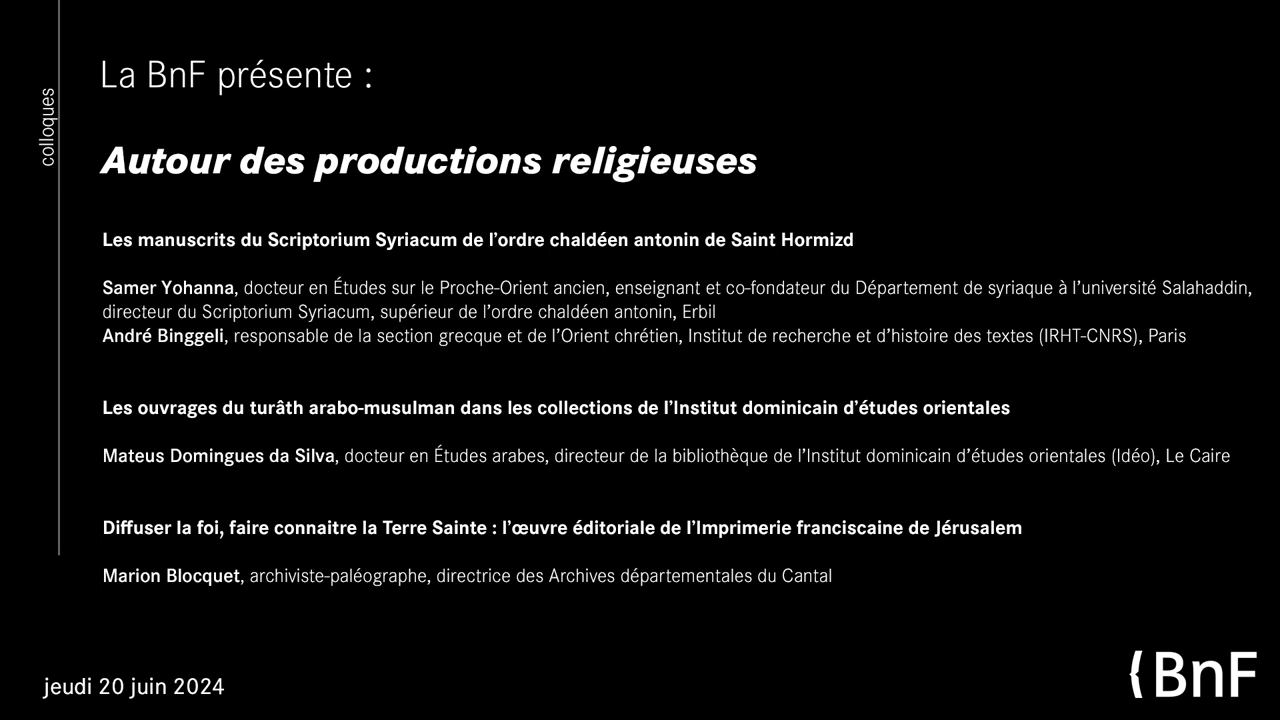 colloques
La BnF présente :
Autour des productions religieuses
Les manuscrits du Scriptorium Syriacum de l’ordre chaldéen antonin de Saint Hormizd
Samer Yohanna, docteur en Études sur le Proche-Orient ancien, enseignant et co-fondateur du Département de syriaque à l’université Salahaddin,
directeur du Scriptorium Syriacum, supérieur de l’ordre chaldéen antonin, Erbil
André Binggeli, responsable de la section grecque et de l’Orient chrétien, Institut de recherche et d’histoire des textes (IRHT-CNRS), Paris
Les ouvrages du turâth arabo-musulman dans les collections de l’Institut dominicain d’études orientales
Mateus Domingues da Silva, docteur en Études arabes, directeur de la bibliothèque de l’Institut dominicain d’études orientales (Idéo), Le Caire
Diffuser la foi, faire connaitre la Terre Sainte : l’œuvre éditoriale de l’Imprimerie franciscaine de Jérusalem
Marion Blocquet, archiviste-paléographe, directrice des Archives départementales du Cantal
jeudi 20 juin 2024
{BnF